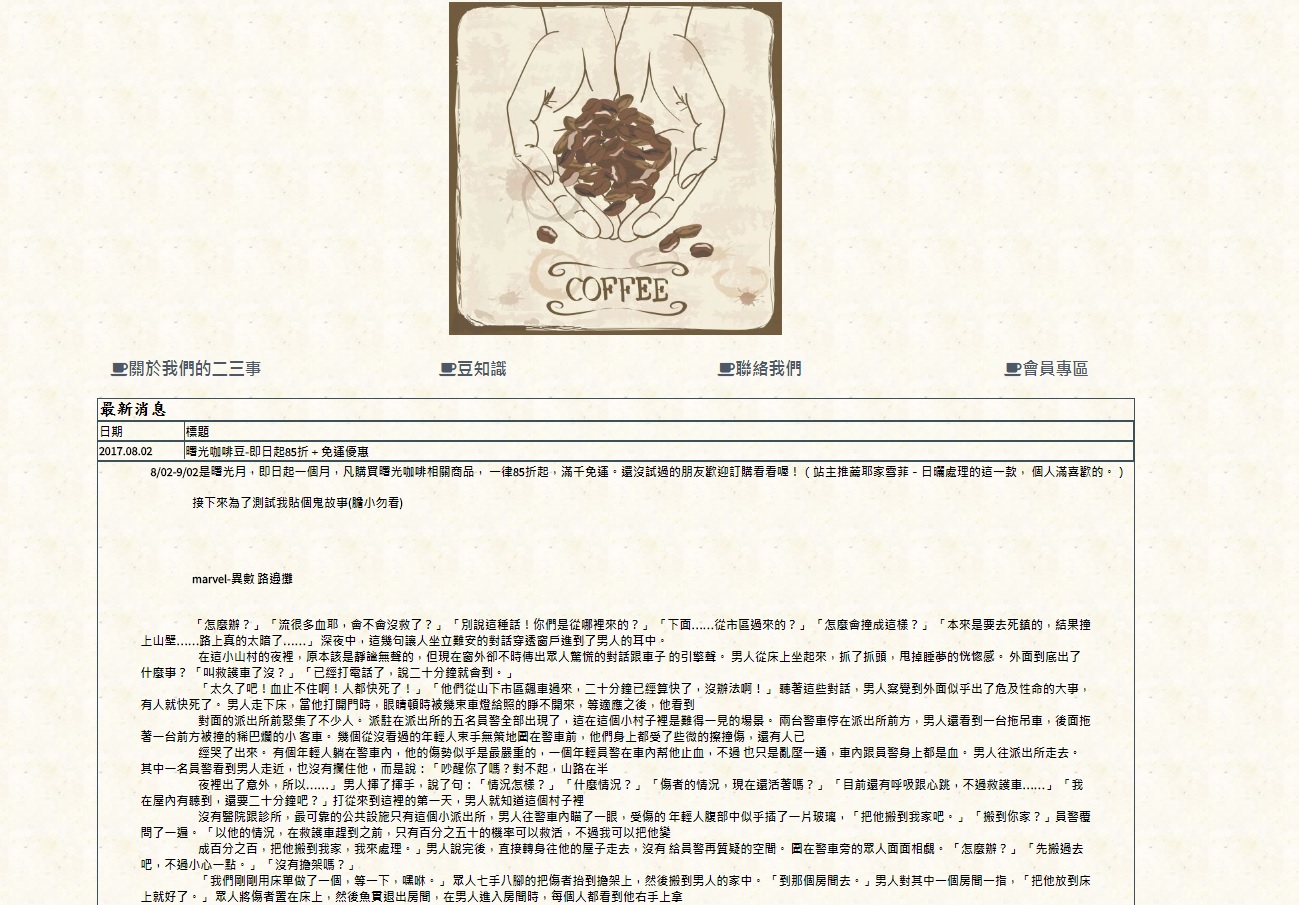 COFFEE
關於我們的二三事
豆知識
聯絡我們
會員專區
最新消息
日期 標題
2017.08.02 曙光咖啡豆-即日起85折 + 免運優惠
8/02-9/02是曙光月，即日起一個月，凡購買曙光咖啡相關商品， 一律85折起，滿千免運。還沒試過的朋友歡迎訂購看看喔！ ( 站主推薦耶家雪菲 - 日曬處理的這一款， 個人滿喜歡的。 )
接下來為了測試我貼個鬼故事(膽小勿看)
marvel-異數 路邊攤
「怎麼辦？」「流很多血耶，會不會沒救了？」「別說這種話！你們是從哪裡來的？」「下面……從市區過來的？」「怎麼會撞成這樣？」「本來是要去死鎮的，結果撞
上山壁……路上真的太暗了……」 深夜中，這幾句讓人坐立難安的對話穿透窗戶進到了男人的耳中。
在這小山村的夜裡，原本該是靜謐無聲的，但現在窗外卻不時傳出眾人驚慌的對話跟車子 的引擎聲。 男人從床上坐起來，抓了抓頭，甩掉睡夢的恍惚感。 外面到底出了
什麼事？「叫救護車了沒？」「已經打電話了，說二十分鐘就會到。」
「太久了吧！血止不住啊！人都快死了！」「他們從山下市區飆車過來，二十分鐘已經算快了，沒辦法啊！」 聽著這些對話，男人察覺到外面似乎出了危及性命的大事，
有人就快死了。 男人走下床，當他打開門時，眼睛頓時被幾束車燈給照的睜不開來，等適應之後，他看到
對面的派出所前聚集了不少人。 派駐在派出所的五名員警全部出現了，這在這個小村子裡是難得一見的場景。 兩台警車停在派出所前方，男人還看到一台拖吊車，後面拖
著一台前方被撞的稀巴爛的小 客車。 幾個從沒看過的年輕人束手無策地圍在警車前，他們身上都受了些微的擦撞傷，還有人已
經哭了出來。 有個年輕人躺在警車內，他的傷勢似乎是最嚴重的，一個年輕員警在車內幫他止血，不過 也只是亂壓一通，車內跟員警身上都是血。 男人往派出所走去。
其中一名員警看到男人走近，也沒有攔住他，而是說：「吵醒你了嗎？對不起，山路在半
夜裡出了意外，所以……」 男人揮了揮手，說了句：「情況怎樣？」「什麼情況？」「傷者的情況，現在還活著嗎？」「目前還有呼吸跟心跳，不過救護車……」「我
在屋內有聽到，還要二十分鐘吧？」打從來到這裡的第一天，男人就知道這個村子裡
沒有醫院跟診所，最可靠的公共設施只有這個小派出所，男人往警車內瞄了一眼，受傷的 年輕人腹部中似乎插了一片玻璃，「把他搬到我家吧。」「搬到你家？」員警覆
問了一遍。「以他的情況，在救護車趕到之前，只有百分之五十的機率可以救活，不過我可以把他變
成百分之百，把他搬到我家，我來處理。」男人說完後，直接轉身往他的屋子走去，沒有 給員警再質疑的空間。 圍在警車旁的眾人面面相覷。「怎麼辦？」「先搬過去
吧，不過小心一點。」「沒有擔架嗎？」
「我們剛剛用床單做了一個，等一下，嘿咻。」 眾人七手八腳的把傷者抬到擔架上，然後搬到男人的家中。「到那個房間去。」男人對其中一個房間一指，「把他放到床
上就好了。」 眾人將傷者置在床上，然後魚貫退出房間，在男人進入房間時，每個人都看到他右手上拿